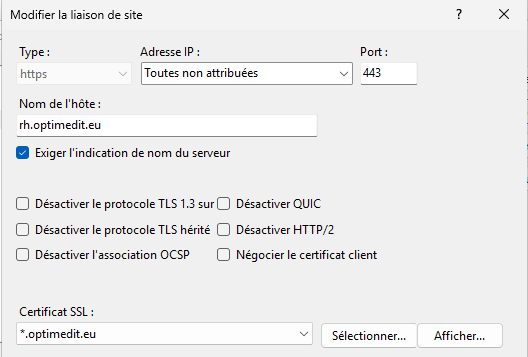 Modifier la liaison de site
?
Type :
Adresse IP :
Port :
https
Toutes non attribuées
443
Nom de l'hôte :
rh.optimedit.eu
Exiger l'indication de nom du serveur
Désactiver le protocole TLS 1.3 sur
Désactiver QUIC
Désactiver le protocole TLS hérité
Désactiver HTTP/2
Désactiver l'association OCSP
Négocier le certificat client
Certificat SSL :
*.optimedit.eu
Sélectionner...
Afficher...